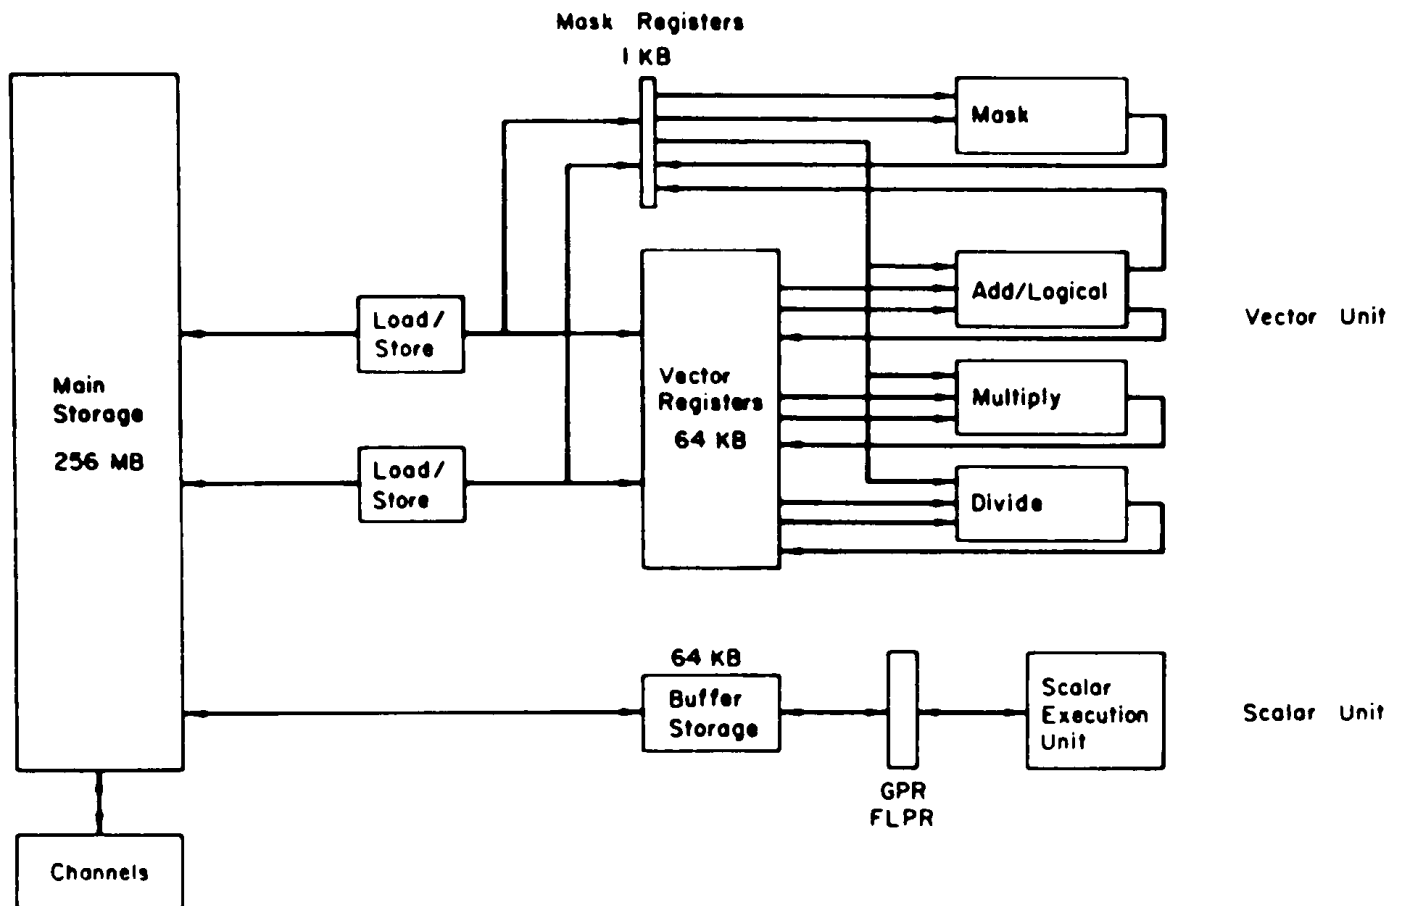 Mask Registers
1 KB
Mask
Add/Logical
Vector Unit
Load/
Store
Main
Storage
256 MB
Vector
Registers
64 KB
Multiply
Load/
Store
Divide
64 KB
Buffer
Storage
Scalar
Execution
Unit
Scalar Unit
GPR
FLPR
Channels